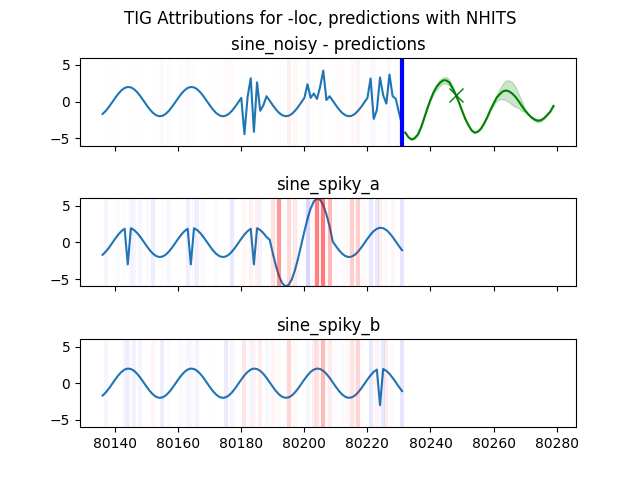 TIG Attributions for -loc, predictions with NHITS
sine_noisy - predictions
5
0
−5
sine_spiky_a
5
0
−5
sine_spiky_b
5
0
−5
80140 80160 80180 80200 80220 80240 80260 80280